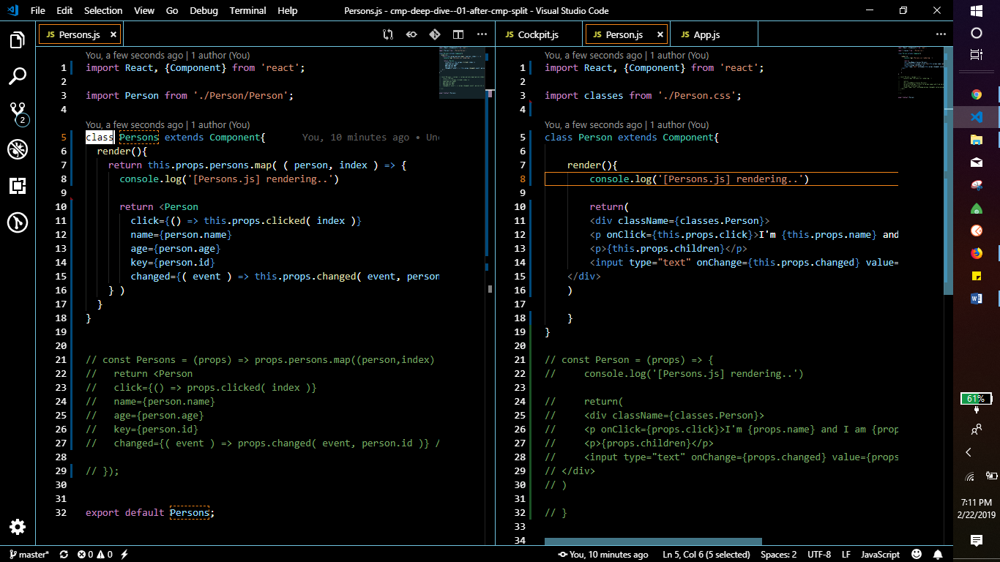 File Edit Selection View Go Debug Terminal Help
Persons.js - cmp-deep-dive--01-after-cmp-split - Visual Studio Code
JS Persons.js ×
You, a few seconds ago | 1 author (You)
1 import React, {Component} from 'react';
2
3 import Person from './Person/Person';
4
You, a few seconds ago | 1 author (You)
5 class Persons extends Component{ You, 10 minutes ago • Un
6 render(){
7 return this.props.persons.map( ( person, index ) => {
8 console.log('[Persons.js] rendering..')
9
10 return <Person
11 click={() => this.props.clicked( index )}
12 name={person.name}
13 age={person.age}
14 key={person.id}
15 changed={( event ) => this.props.changed( event, person
16 } )
17 }
18 }
19
20
21 // const Persons = (props) => props.persons.map((person,index)
22 // return <Person
23 // click={() => props.clicked( index )}
24 // name={person.name}
25 // age={person.age}
26 // key={person.id}
27 // changed={( event ) => props.changed( event, person.id )} /
28
29 // });
30
31
32 export default Persons;
JS Cockpit.js
JS Person.js ×
JS App.js
You, a few seconds ago | 1 author (You)
1 import React, {Component} from 'react';
2
3 import classes from './Person.css';
4
You, a few seconds ago | 1 author (You)
5 class Person extends Component{
6
7 render(){
8 console.log('[Persons.js] rendering..')
9
10 return(
11 <div className={classes.Person}>
12 <p onClick={this.props.click}>I'm {this.props.name} and
13 <p>{this.props.children}</p>
14 <input type="text" onChange={this.props.changed} value=
15 </div>
16 )
17
18 }
19 }
20
21 // const Person = (props) => {
22 // console.log('[Persons.js] rendering..')
23
24 // return(
25 // <div className={classes.Person}>
26 // <p onClick={props.click}>I'm {props.name} and I am {prop
27 // <p>{props.children}</p>
28 // <input type="text" onChange={props.changed} value={props
29 // </div>
30 // )
31
32 // }
33
34
2
master*
0 0
You, 10 minutes ago
Ln 5, Col 6 (5 selected)
Spaces: 2
UTF-8
LF
JavaScript
61%
7:11 PM
2/22/2019